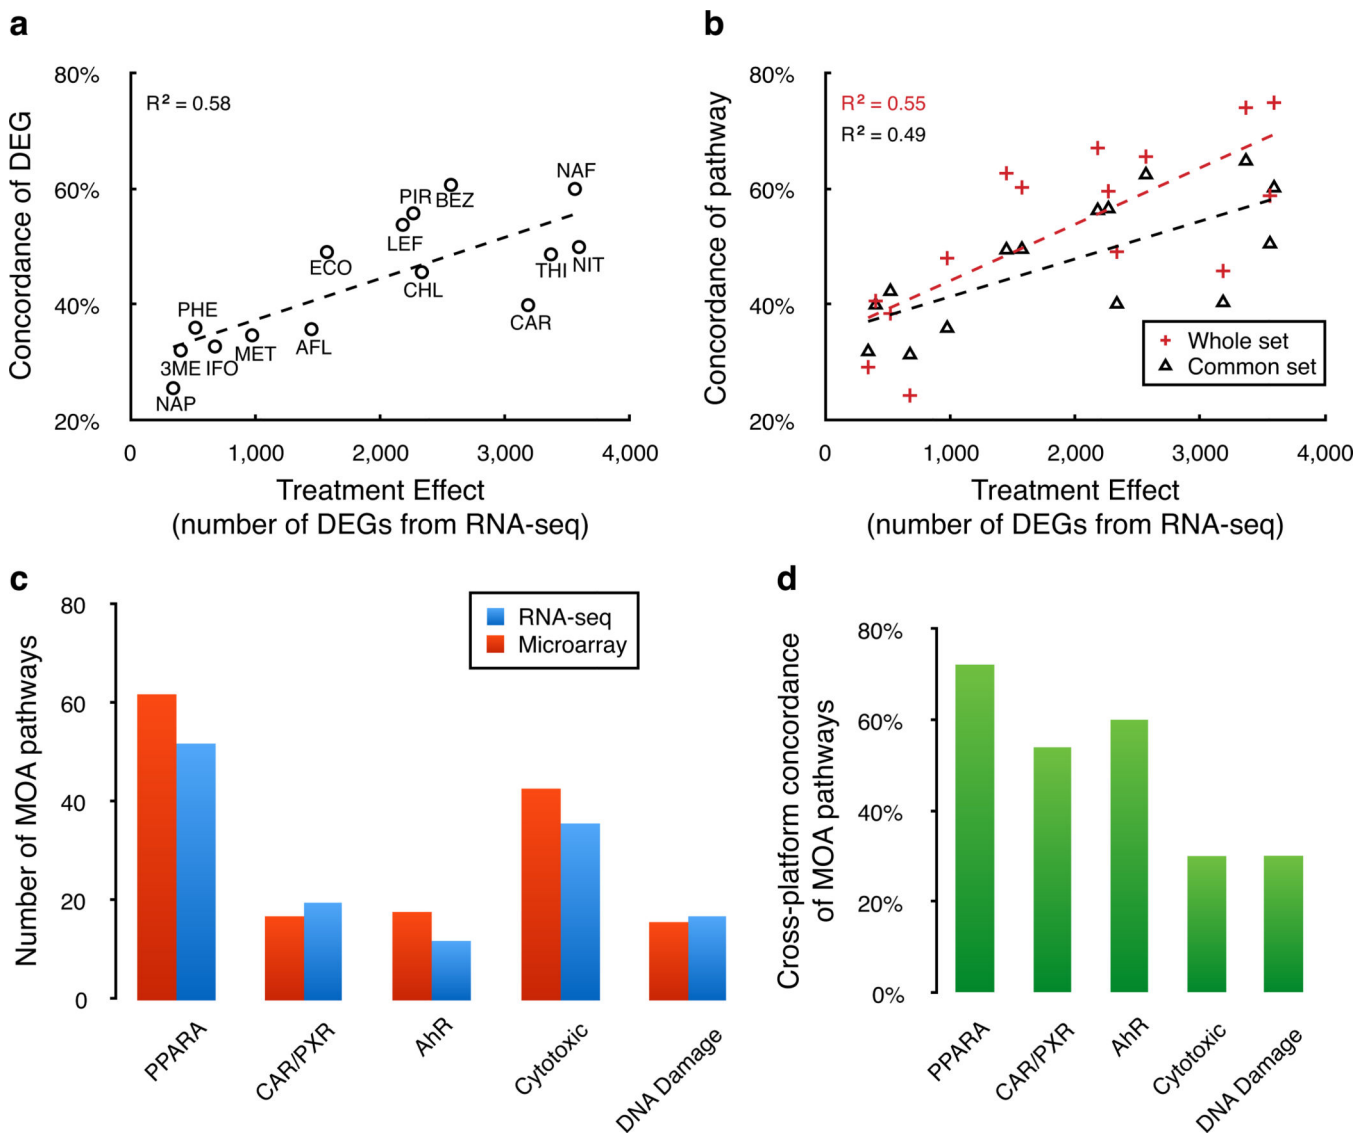 a
Concordance of DEG
80%
60%
40%
20%
R² = 0.58
NAF
PIR BEZ
LEF
ECO
CHL
THI NIT
CAR
PHE
3ME IFO
MET
AFL
NAP
0
1,000
2,000
3,000
4,000
Treatment Effect
(number of DEGs from RNA-seq)
b
Concordance of pathway
80%
60%
40%
20%
R² = 0.55
R² = 0.49
Whole set
Common set
0
1,000
2,000
3,000
4,000
Treatment Effect
(number of DEGs from RNA-seq)
c
Number of MOA pathways
80
60
40
20
0
RNA-seq
Microarray
PPARA
CAR/PXR
AhR
Cytotoxic
DNA Damage
d
Cross-platform concordance
of MOA pathways
80%
60%
40%
20%
0%
PPARA
CAR/PXR
AhR
Cytotoxic
DNA Damage